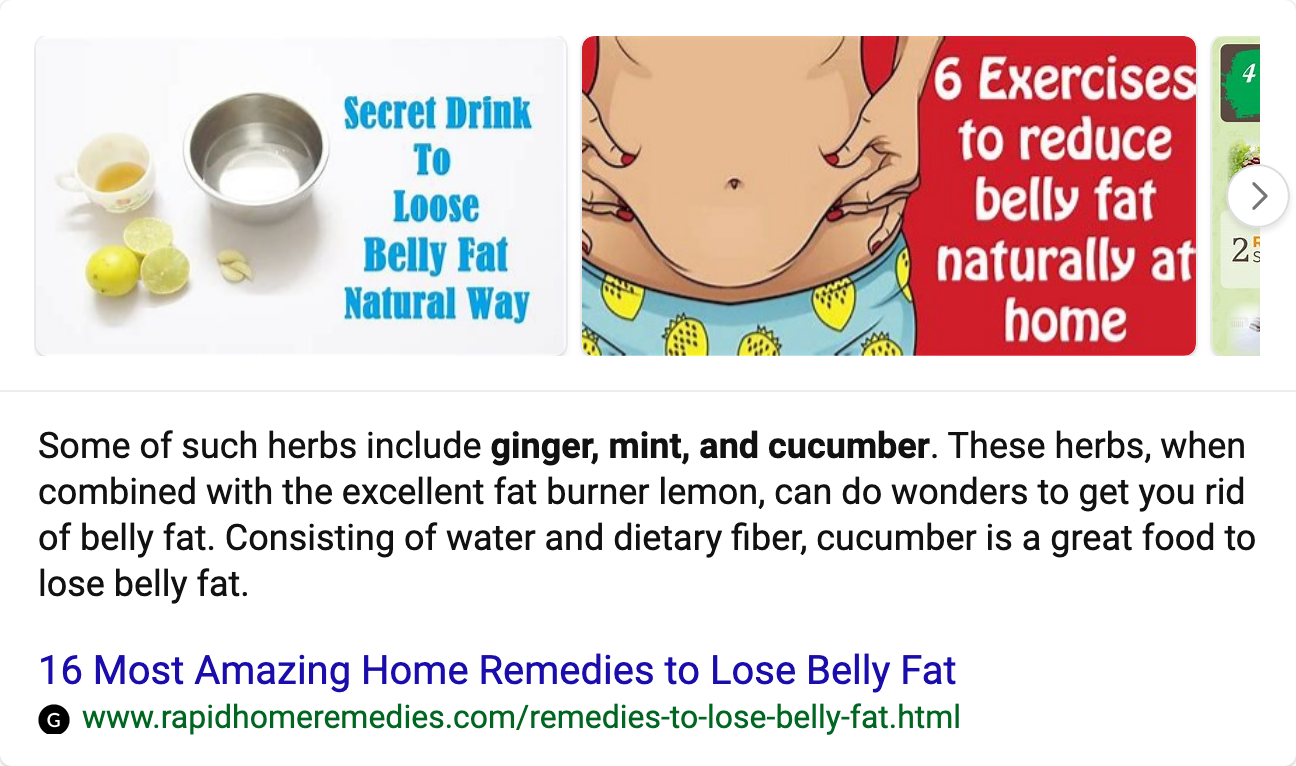 Secret Drink
To
Loose
Belly Fat
Natural Way
6 Exercises
to reduce
belly fat
naturally at
home
4
2
Some of such herbs include ginger, mint, and cucumber. These herbs, when
combined with the excellent fat burner lemon, can do wonders to get you rid
of belly fat. Consisting of water and dietary fiber, cucumber is a great food to
lose belly fat.
16 Most Amazing Home Remedies to Lose Belly Fat
G
www.rapidhomeremedies.com/remedies-to-lose-belly-fat.html